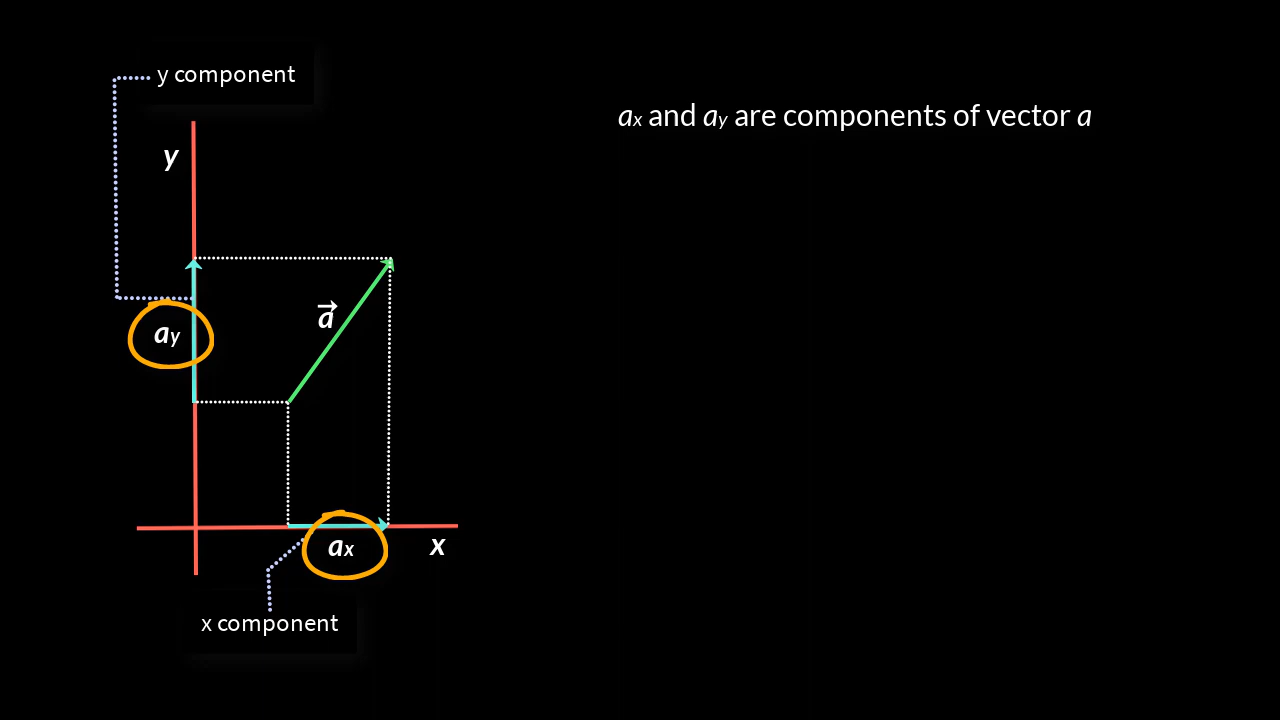 y component
aₓ and aᵧ are components of vector a
y
a⃗
aᵧ
aₓ
x
x component